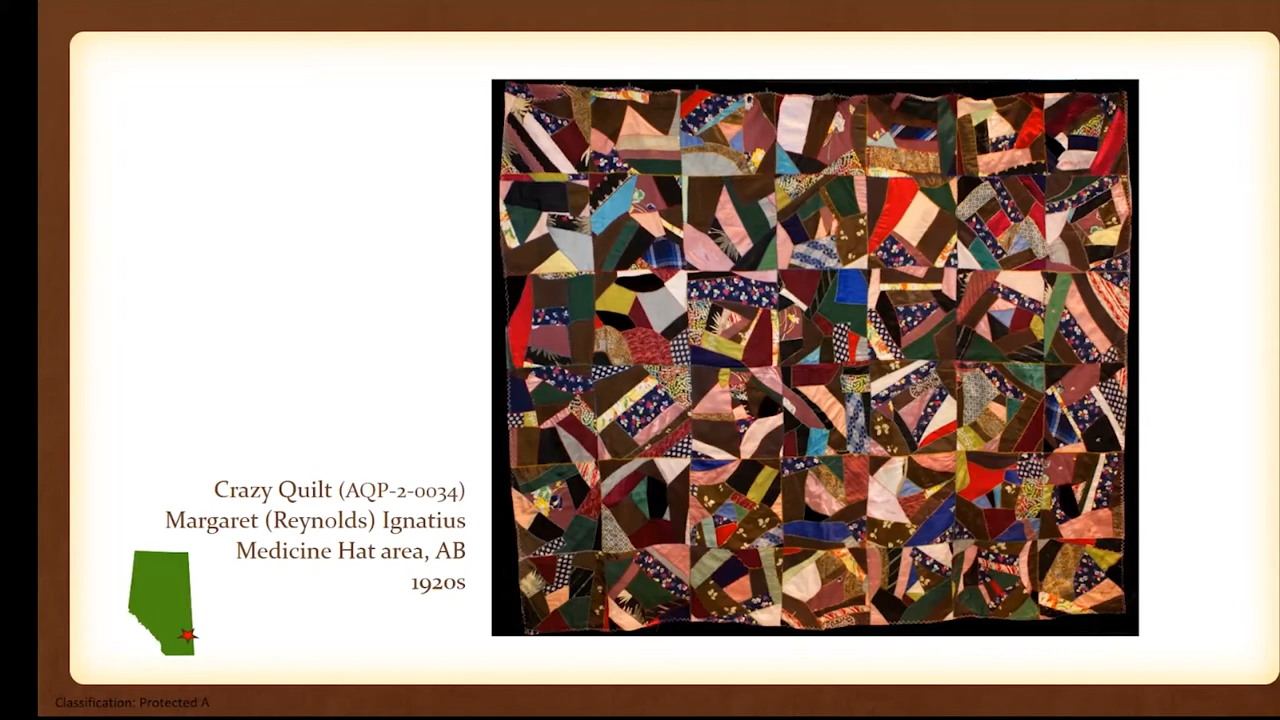 Crazy Quilt (AQP-2-0034)
Margaret (Reynolds) Ignatius
Medicine Hat area, AB
1920s
Classification: Protected A